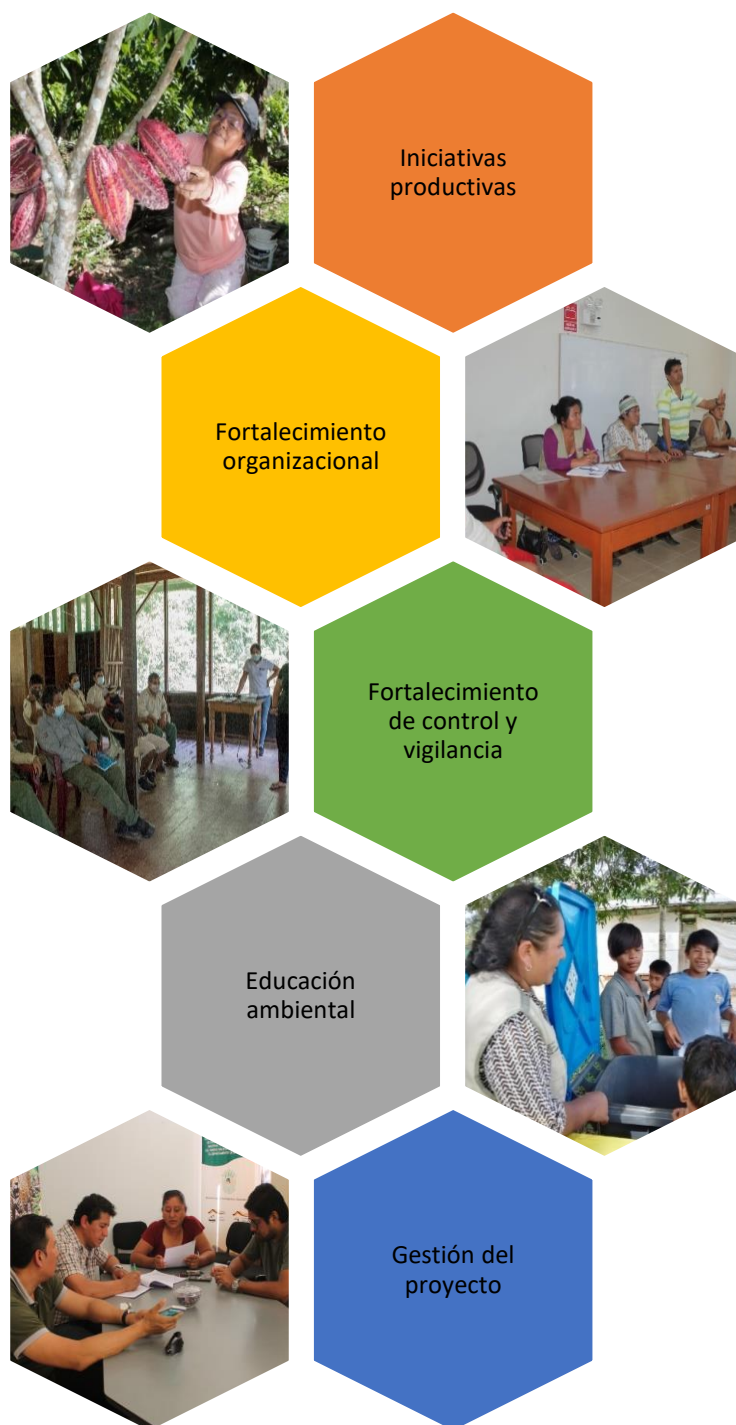 Iniciativas
productivas
Fortalecimiento
organizacional
Fortalecimiento
de control y
vigilancia
Educación
ambiental
Gestión del
proyecto